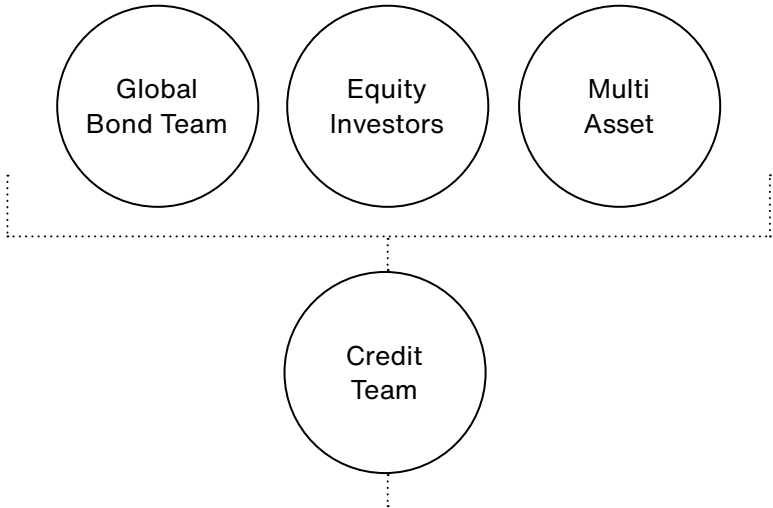 Global
Bond Team
Equity
Investors
Multi
Asset
Credit
Team